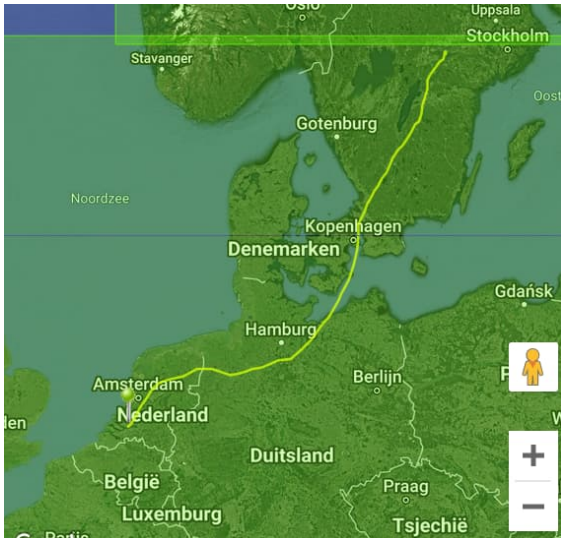 Oslo
Uppsala
Stockholm
Stavanger
Oost
Gotenburg
Noordzee
Kopenhagen
Denemarken
Gdańsk
Hamburg
P
Amsterdam
Berlijn
Nederland
den
Duitsland
België
Praag
Luxemburg
Tsjechië
Parijs